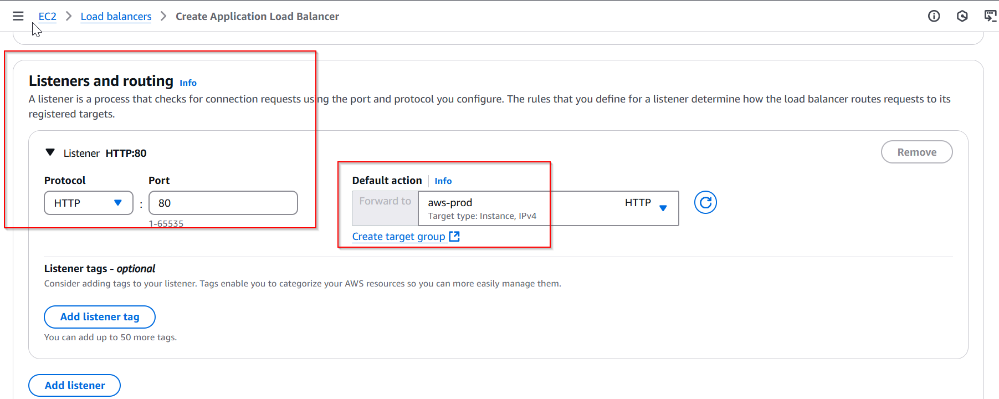 EC2 Load balancers Create Application Load Balancer
Listeners and routing Info
A listener is a process that checks for connection requests using the port and protocol you configure. The rules that you define for a listener determine how the load balancer routes requests to its
registered targets.
Listener HTTP:80
Remove
Protocol Port
HTTP : 80
1-65535
Default action Info
Forward to aws-prod HTTP
Target type: Instance, IPv4
Create target group
Listener tags - optional
Consider adding tags to your listener. Tags enable you to categorize your AWS resources so you can more easily manage them.
Add listener tag
You can add up to 50 more tags.
Add listener